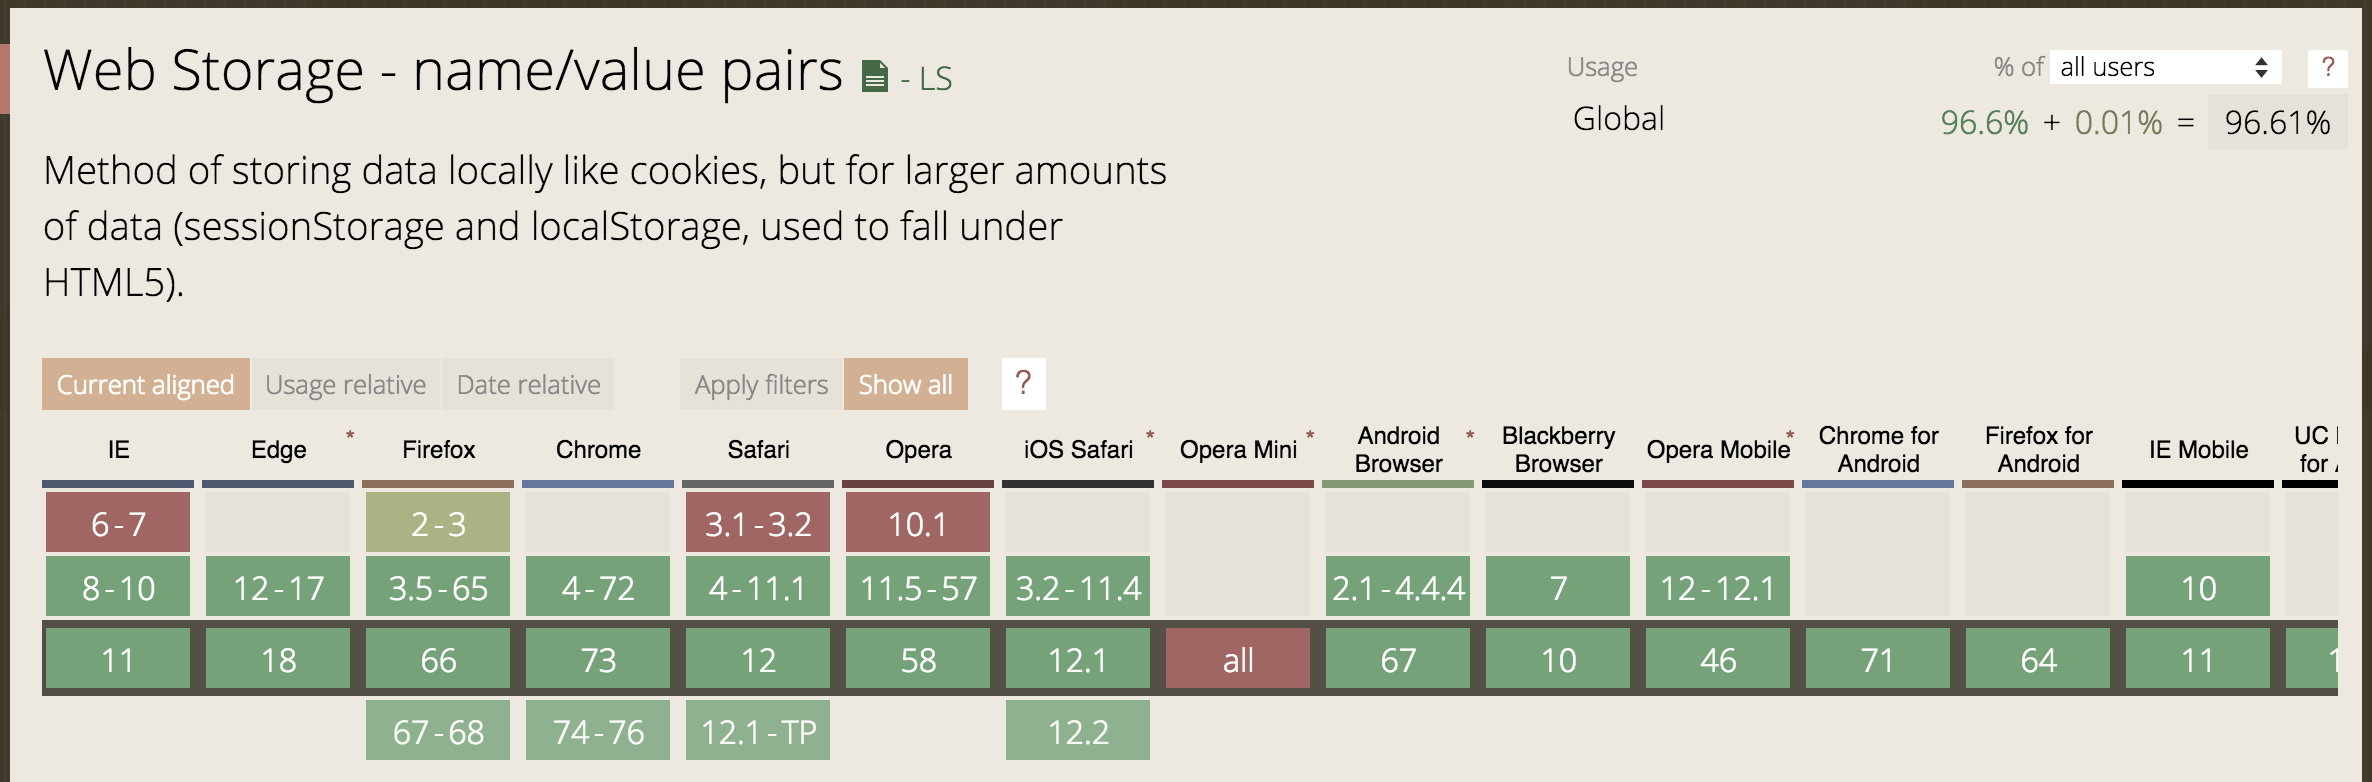 Web Storage - name/value pairs - LS
Usage % of all users ?
Global 96.6% + 0.01% = 96.61%
Method of storing data locally like cookies, but for larger amounts
of data (sessionStorage and localStorage, used to fall under
HTML5).
Current aligned Usage relative Date relative Apply filters Show all ?
IE Edge * Firefox Chrome Safari Opera iOS Safari * Opera Mini * Android Browser * Blackberry Browser Opera Mobile * Chrome for Android Firefox for Android IE Mobile UC for
6-7 2-3 3.1-3.2 10.1
8-10 12-17 3.5-65 4-72 4-11.1 11.5-57 3.2-11.4 2.1-4.4.4 7 12-12.1 10
11 18 66 73 12 58 12.1 all 67 10 46 71 64 11
67-68 74-76 12.1-TP 12.2